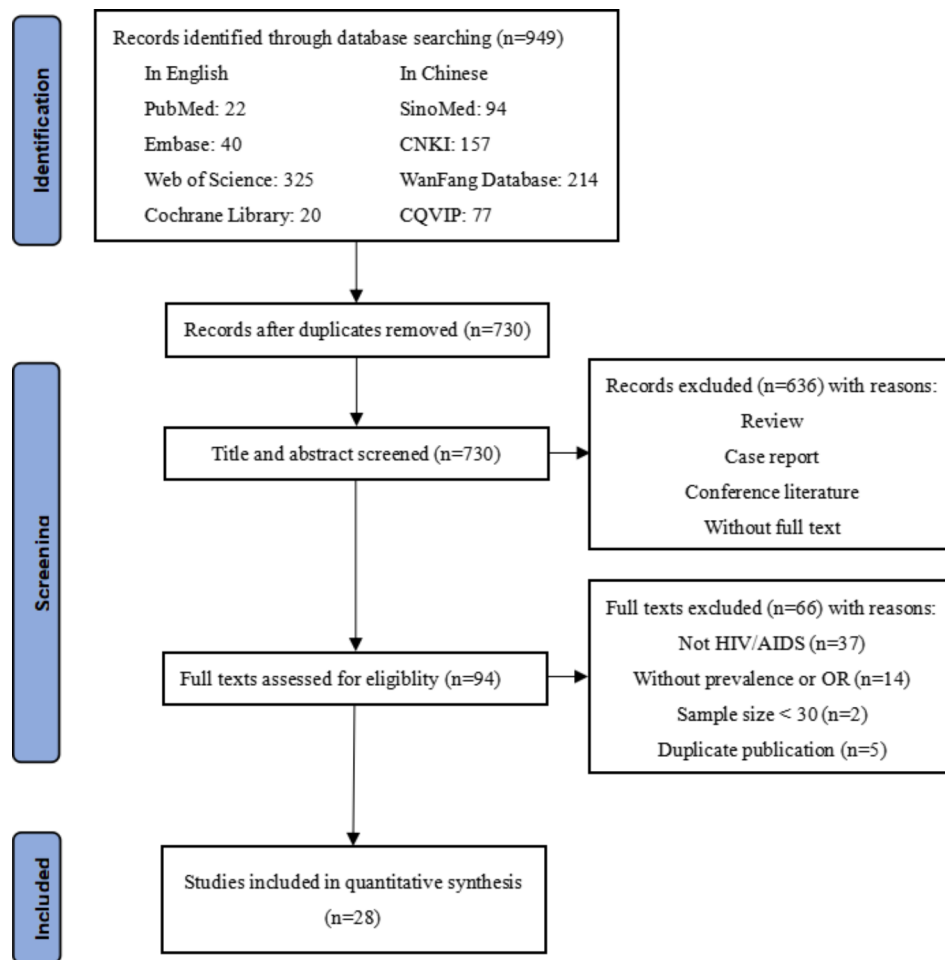 Identification
Records identified through database searching (n=949)
In English
PubMed: 22
Embase: 40
Web of Science: 325
Cochrane Library: 20
In Chinese
SinoMed: 94
CNKI: 157
WanFang Database: 214
CQVIP: 77
Records after duplicates removed (n=730)
Screening
Title and abstract screened (n=730)
Records excluded (n=636) with reasons:
Review
Case report
Conference literature
Without full text
Full texts assessed for eligiblity (n=94)
Full texts excluded (n=66) with reasons:
Not HIV/AIDS (n=37)
Without prevalence or OR (n=14)
Sample size < 30 (n=2)
Duplicate publication (n=5)
Included
Studies included in quantitative synthesis
(n=28)